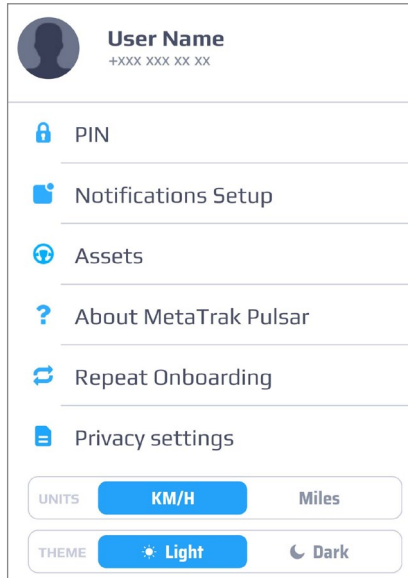 User Name
+xxx xxx xx xx
PIN
Notifications Setup
Assets
About MetaTrak Pulsar
Repeat Onboarding
Privacy settings
UNITS KM/H Miles
THEME Light Dark